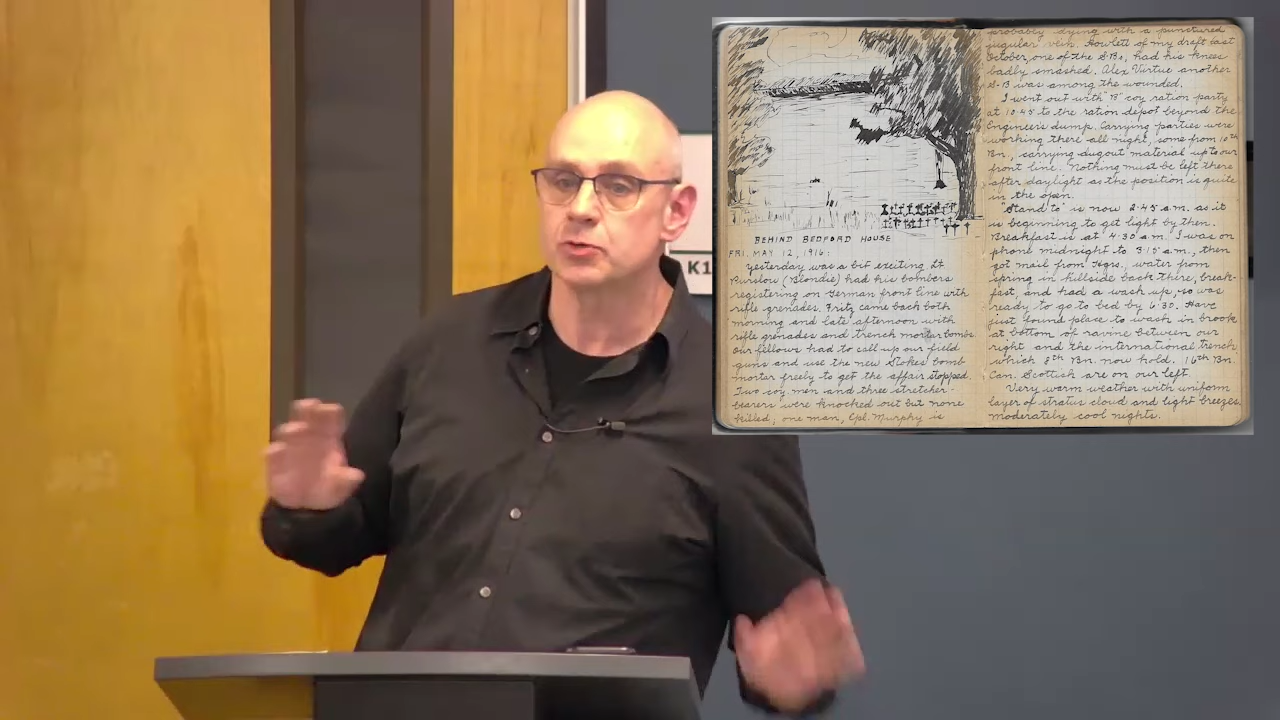 K1
BEHIND BEDFORD HOUSE
FRI. MAY 12, 1916:
Yesterday was a bit exciting. Lt
Purslow (Blondie) had his bombers
registering on German front line with
rifle grenades. Fritz came back both
morning and late afternoon with
rifle grenades and trench mortar bombs.
Our fellows had to call up our field
guns and use the new Stokes bomb
mortar freely to get the affair stopped.
Two coy men and three stretcher-
bearers were knocked out but none
killed; one man, Cpl. Murphy is
probably dying with a punctured
jugular vein. Howlett of my draft last
October, one of the S.Bs, had his knee
badly smashed. Alex Virtue another
S-B was among the wounded.
I went out with "B" coy ration party
at 10.45 to the ration depot beyond the
Engineers dump. Carrying parties were
working there all night, some from 10th
Bn, carrying dugout material up to our
front line. Nothing must be left there
after daylight as the position is quite
in the open.
"Stand to" is now 2.45 a.m. as it
is beginning to get light by then.
Breakfast is at 4.30 a.m. I was on
phone midnight to 3.15 a.m., then
got mail from Hqrs, water from
spring in hillside back there, break-
fast, and had a wash up, so was
ready to go to bed by 6.30. Have
just found place to wash in brook
at bottom of ravine between our
right and the international trench
which 8th Bn. now hold. 16th Bn.
Can. Scottish are on our left.
Very warm weather with uniform
layer of stratus cloud and light breezes,
moderately cool nights.